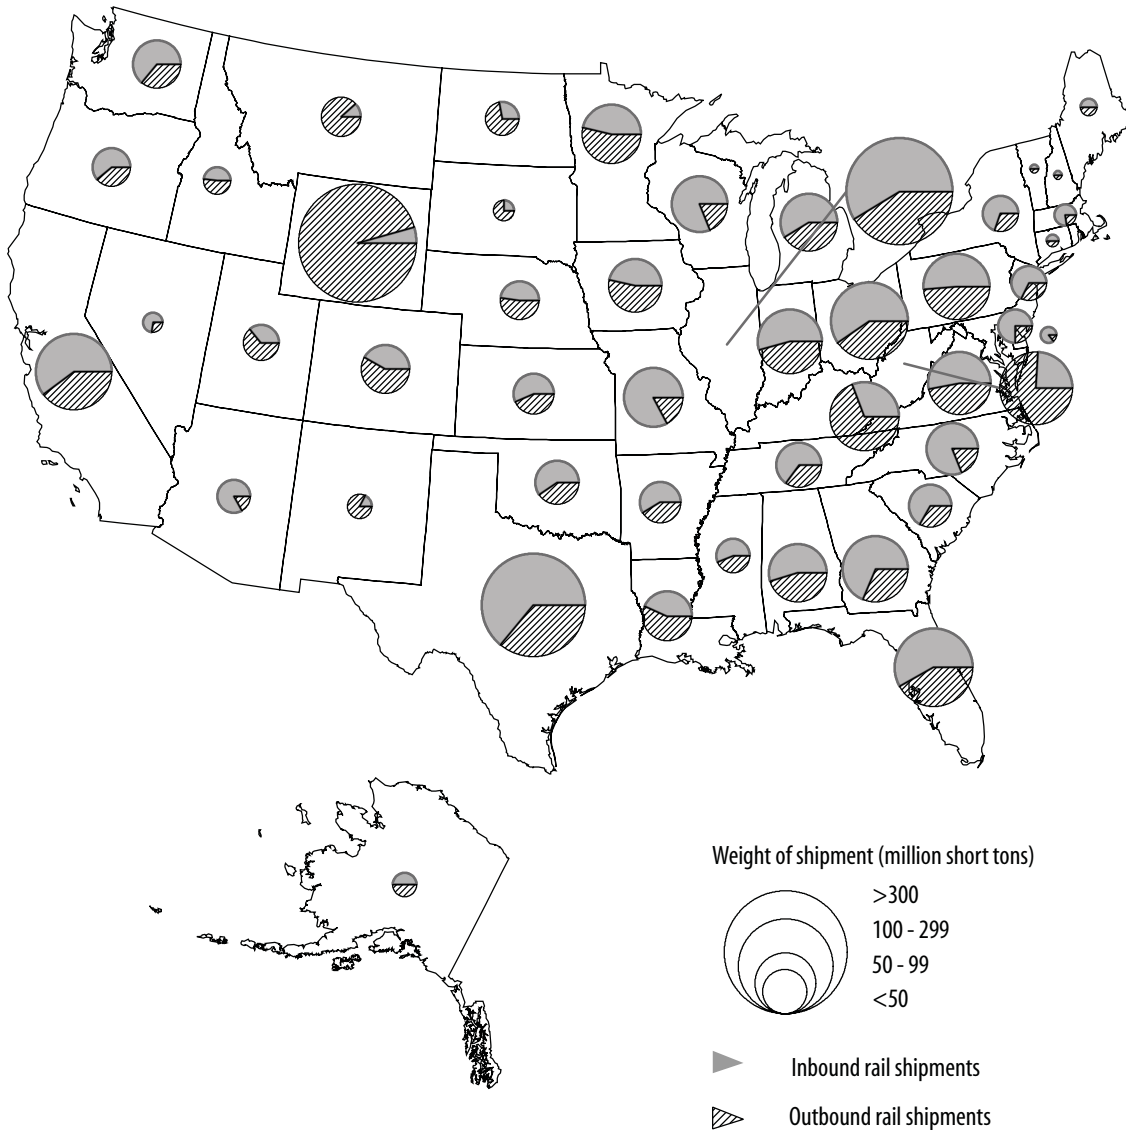 Weight of shipment (million short tons)
>300
100 - 299
50 - 99
<50
Inbound rail shipments
Outbound rail shipments